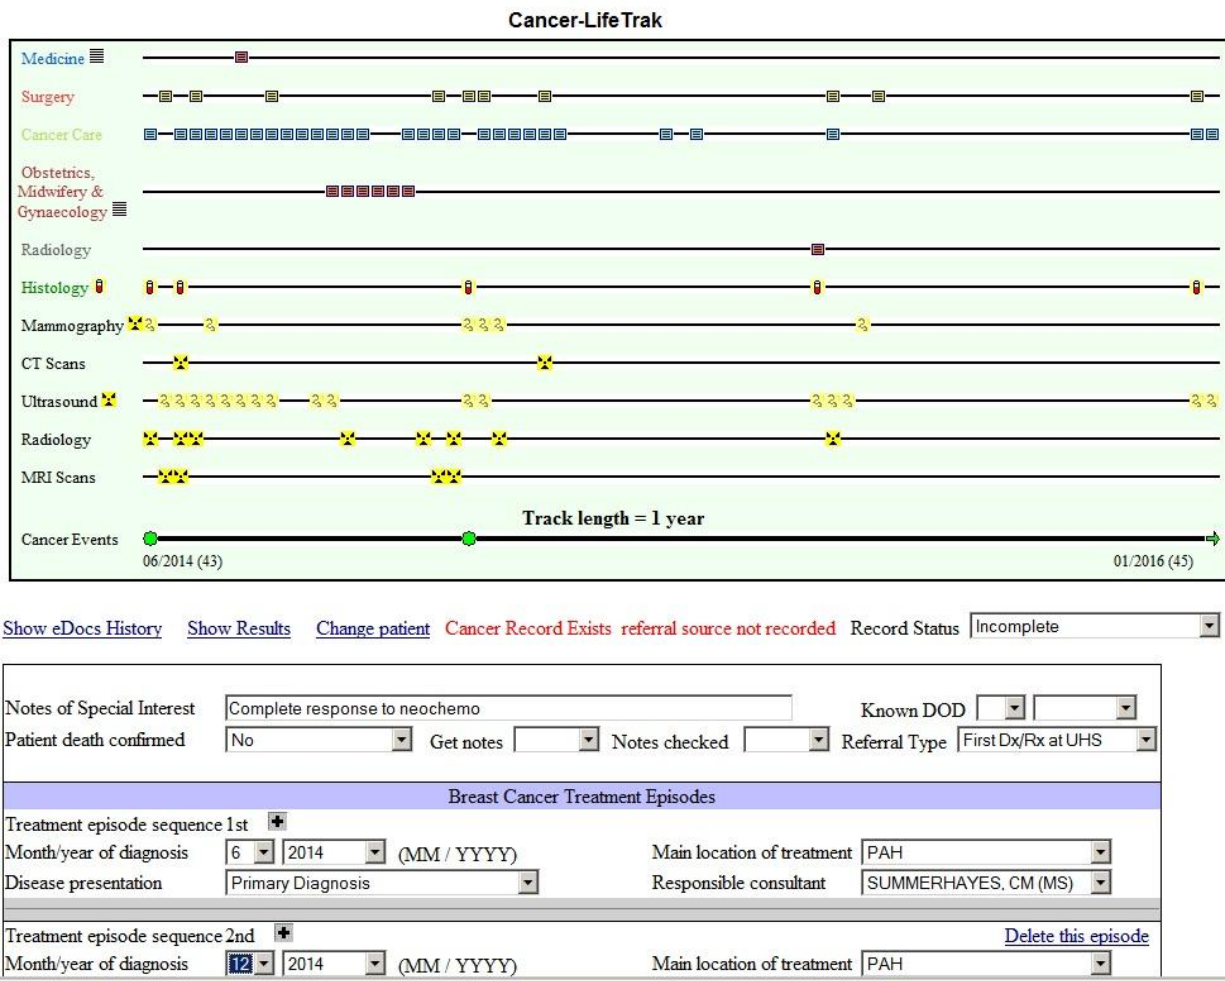 Cancer-LifeTrak
Medicine
Surgery
Cancer Care
Obstetrics,
Midwifery &
Gynaecology
Radiology
Histology
Mammography
CT Scans
Ultrasound
Radiology
MRI Scans
Track length = 1 year
Cancer Events
06/2014 (43) 01/2016 (45)
Show eDocs History Show Results Change patient Cancer Record Exists referral source not recorded Record Status Incomplete
Notes of Special Interest Complete response to neochemo Known DOD
Patient death confirmed No Get notes Notes checked Referral Type First Dx/Rx at UHS
Breast Cancer Treatment Episodes
Treatment episode sequence 1st
Month/year of diagnosis 6 2014 (MM / YYYY) Main location of treatment PAH
Disease presentation Primary Diagnosis Responsible consultant SUMMERHAYES, CM (MS)
Treatment episode sequence 2nd Delete this episode
Month/year of diagnosis 12 2014 (MM / YYYY) Main location of treatment PAH